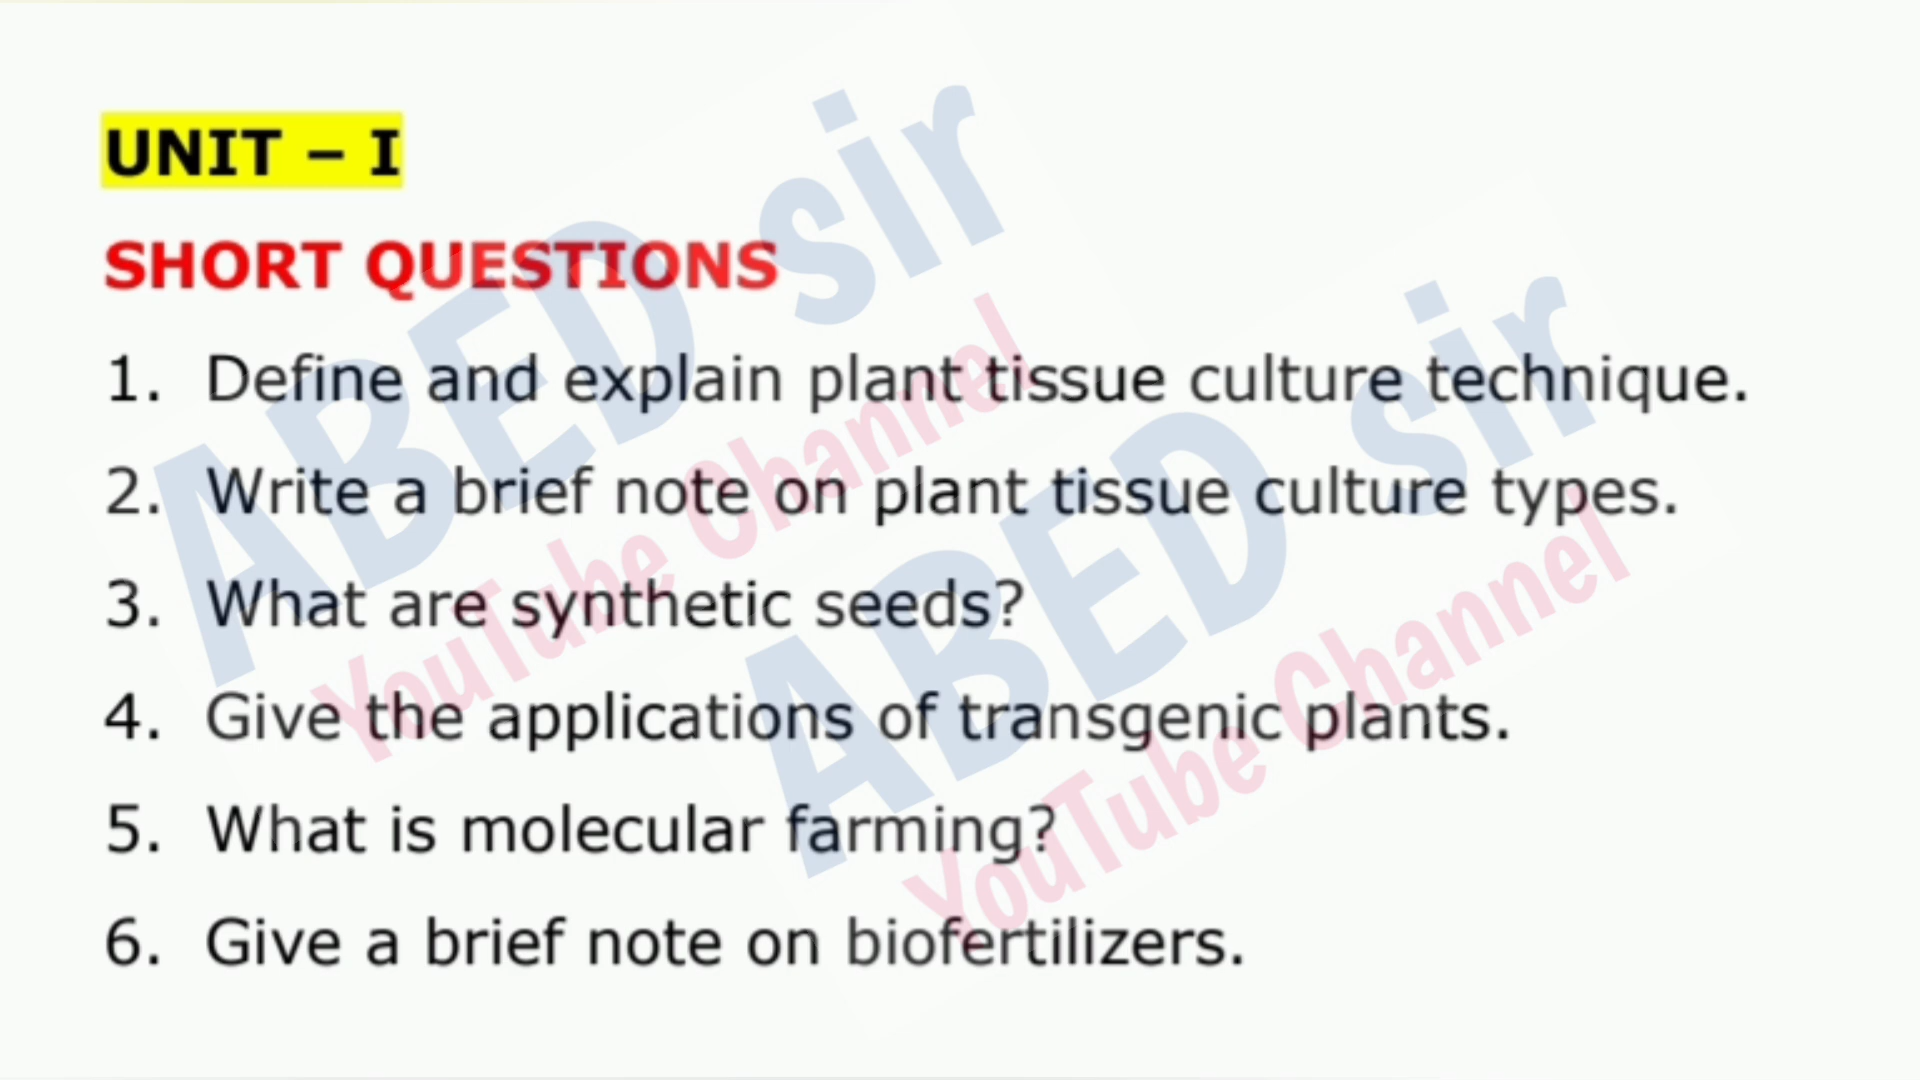 UNIT – I
SHORT QUESTIONS
1. Define and explain plant tissue culture technique.
2. Write a brief note on plant tissue culture types.
3. What are synthetic seeds?
4. Give the applications of transgenic plants.
5. What is molecular farming?
6. Give a brief note on biofertilizers.
ABED sir
YouTube Channel
ABED sir
YouTube Channel